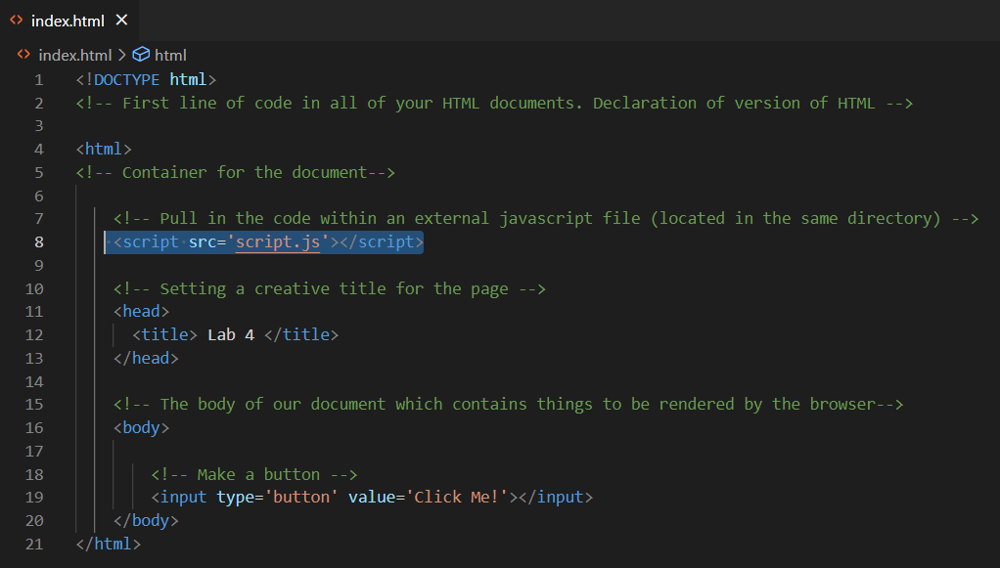 index.html
index.html > html
1 <!DOCTYPE html>
2 <!-- First line of code in all of your HTML documents. Declaration of version of HTML -->
3
4 <html>
5 <!-- Container for the document-->
6
7 <!-- Pull in the code within an external javascript file (located in the same directory) -->
8 <script src='script.js'></script>
9
10 <!-- Setting a creative title for the page -->
11 <head>
12 <title> Lab 4 </title>
13 </head>
14
15 <!-- The body of our document which contains things to be rendered by the browser-->
16 <body>
17
18 <!-- Make a button -->
19 <input type='button' value='Click Me!'></input>
20 </body>
21 </html>